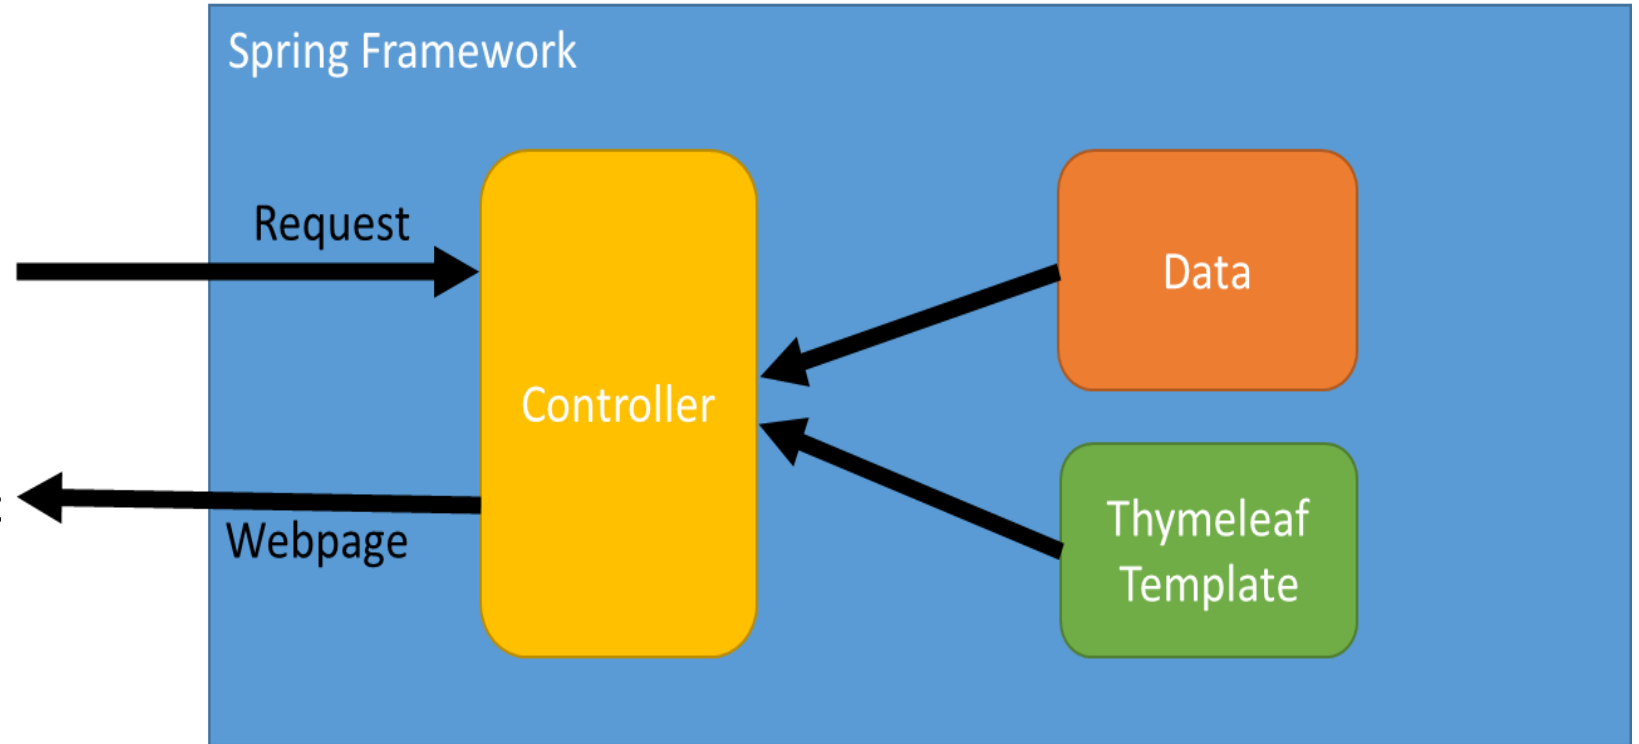 Spring Framework
Request
Data
Controller
Thymeleaf
Template
Webpage